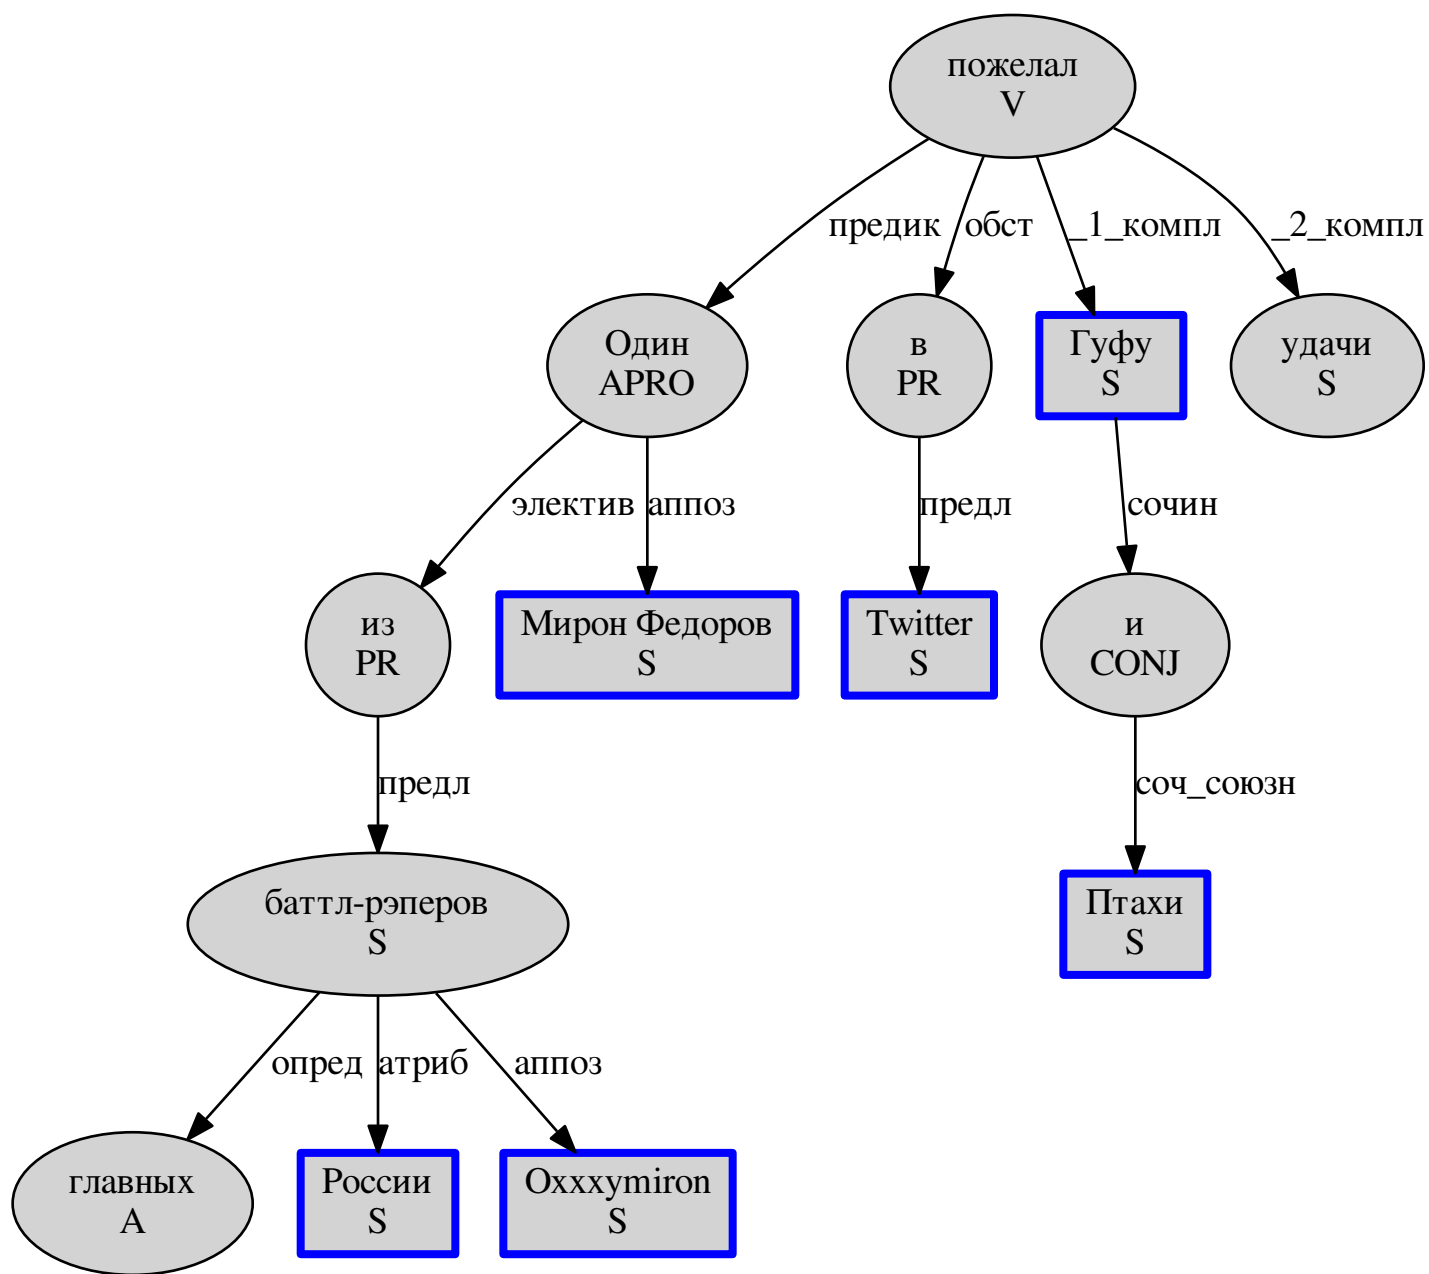 пожелал
V
предик
обст
_1_компл
_2_компл
Один
APRO
в
PR
Гуфу
S
удачи
S
электив
аппоз
предл
сочин
из
PR
Мирон Федоров
S
Twitter
S
и
CONJ
предл
соч_союзн
баттл-рэперов
S
Птахи
S
опред
атриб
аппоз
главных
A
России
S
Oxxxymiron
S